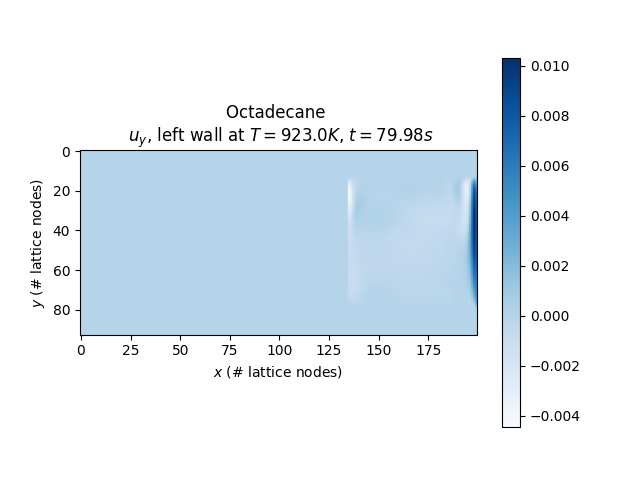 Octadecane
u_y, left wall at T = 923.0K, t = 79.98s
0
20
40
60
80
y (# lattice nodes)
0 25 50 75 100 125 150 175
x (# lattice nodes)
0.010
0.008
0.006
0.004
0.002
0.000
−0.002
−0.004